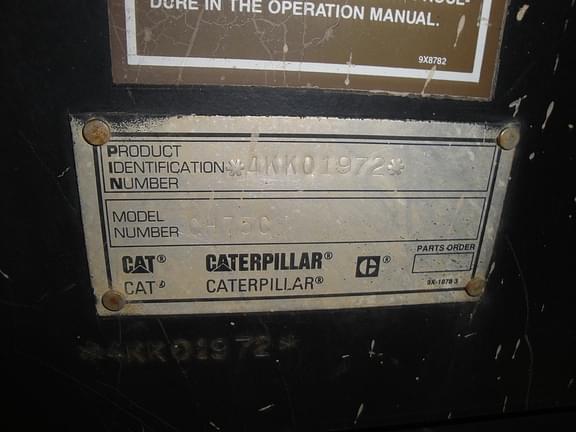 DURE IN THE OPERATION MANUAL.
9X8782
PRODUCT
IDENTIFICATION *4KK01972*
NUMBER
MODEL
NUMBER
CAT® CATERPILLAR® C®
CAT CATERPILLAR®
PARTS ORDER
9X-1878 3
*4KK01972*